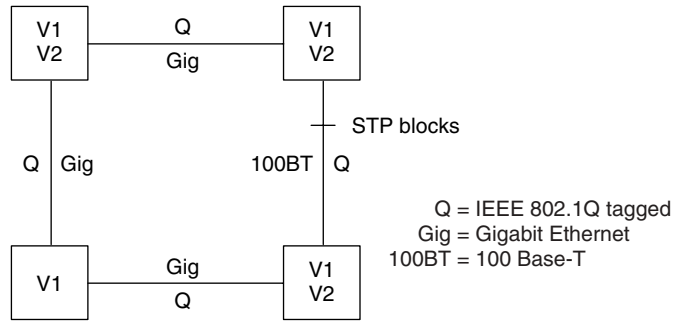 V1
V2
Q
Gig
V1
V2
STP blocks
Q
Gig
100BT
Q
Q = IEEE 802.1Q tagged
Gig = Gigabit Ethernet
100BT = 100 Base-T
V1
Gig
Q
V1
V2